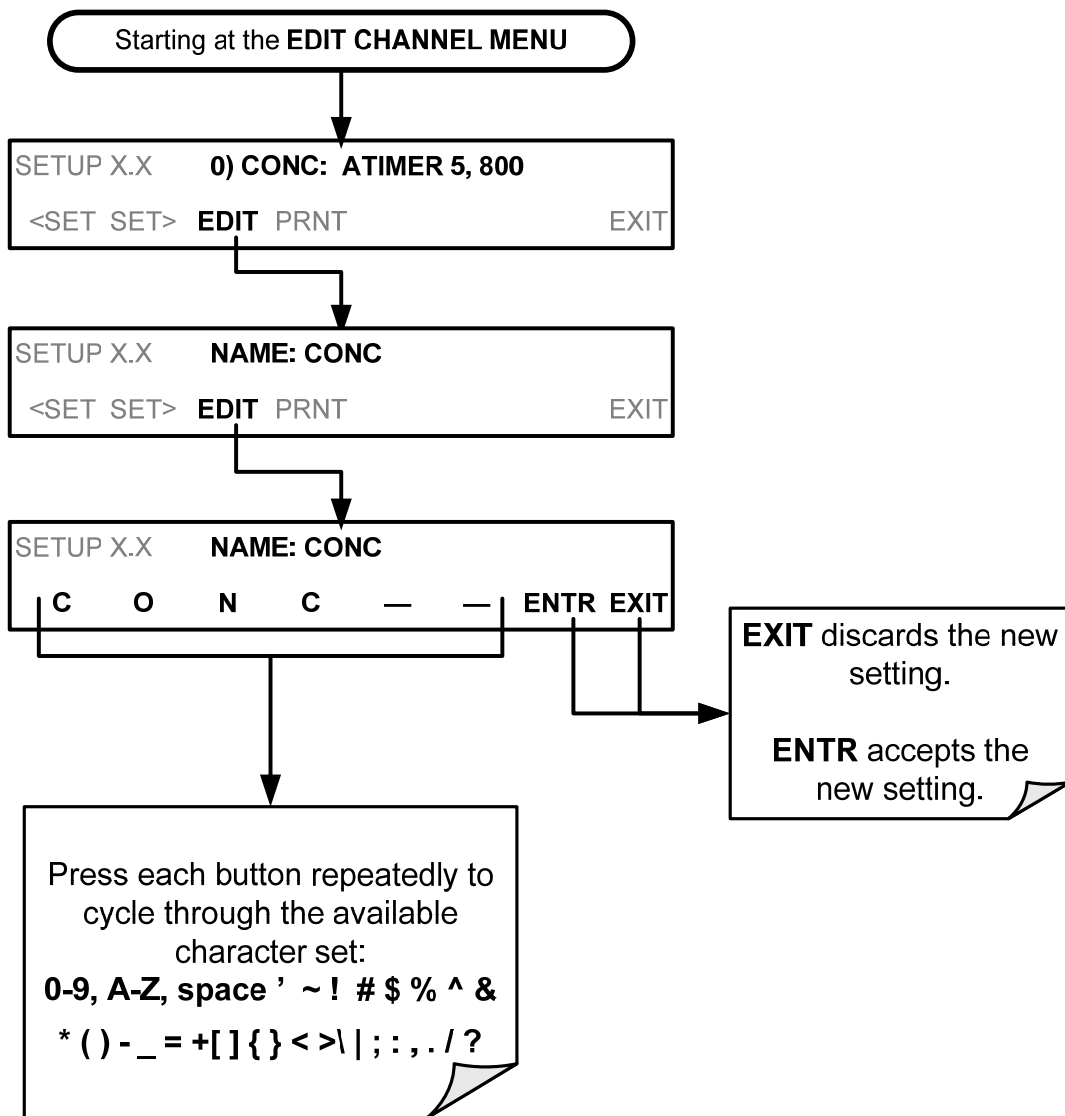 Starting at the EDIT CHANNEL MENU
SETUP X.X 0) CONC: ATIMER 5, 800
<SET SET> EDIT PRNT EXIT
SETUP X.X NAME: CONC
<SET SET> EDIT PRNT EXIT
SETUP X.X NAME: CONC
C O N C — — ENTR EXIT
EXIT discards the new
setting.
ENTR accepts the
new setting.
Press each button repeatedly to
cycle through the available
character set:
0-9, A-Z, space ’ ~ ! # $ % ^ &
* ( ) - _ = +[ ] { } < >\ | ; : , . / ?